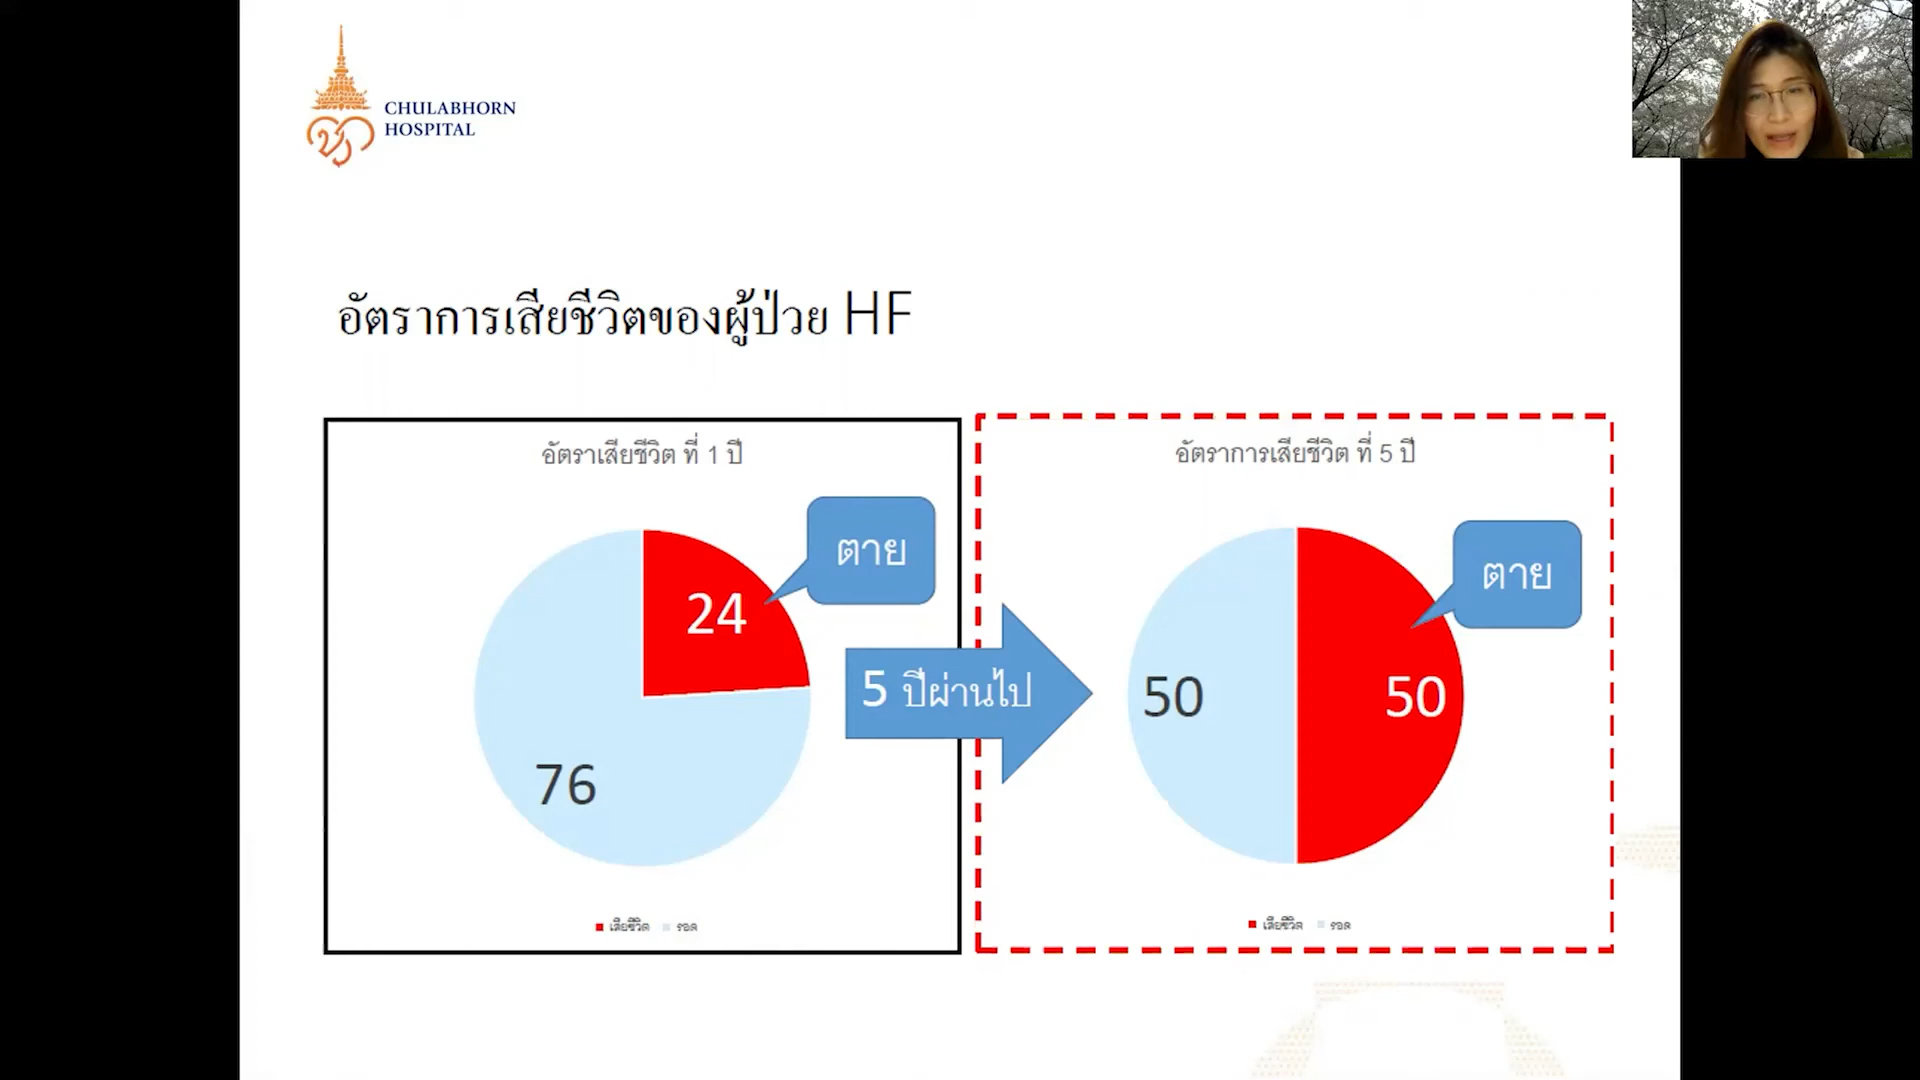 CHULABHORN
HOSPITAL
อัตราการเสียชีวิตของผู้ป่วย HF
อัตราเสียชีวิต ที่ 1 ปี
ตาย
24
76
เสียชีวิต รอด
5 ปีผ่านไป
อัตราการเสียชีวิต ที่ 5 ปี
ตาย
50
50
เสียชีวิต รอด